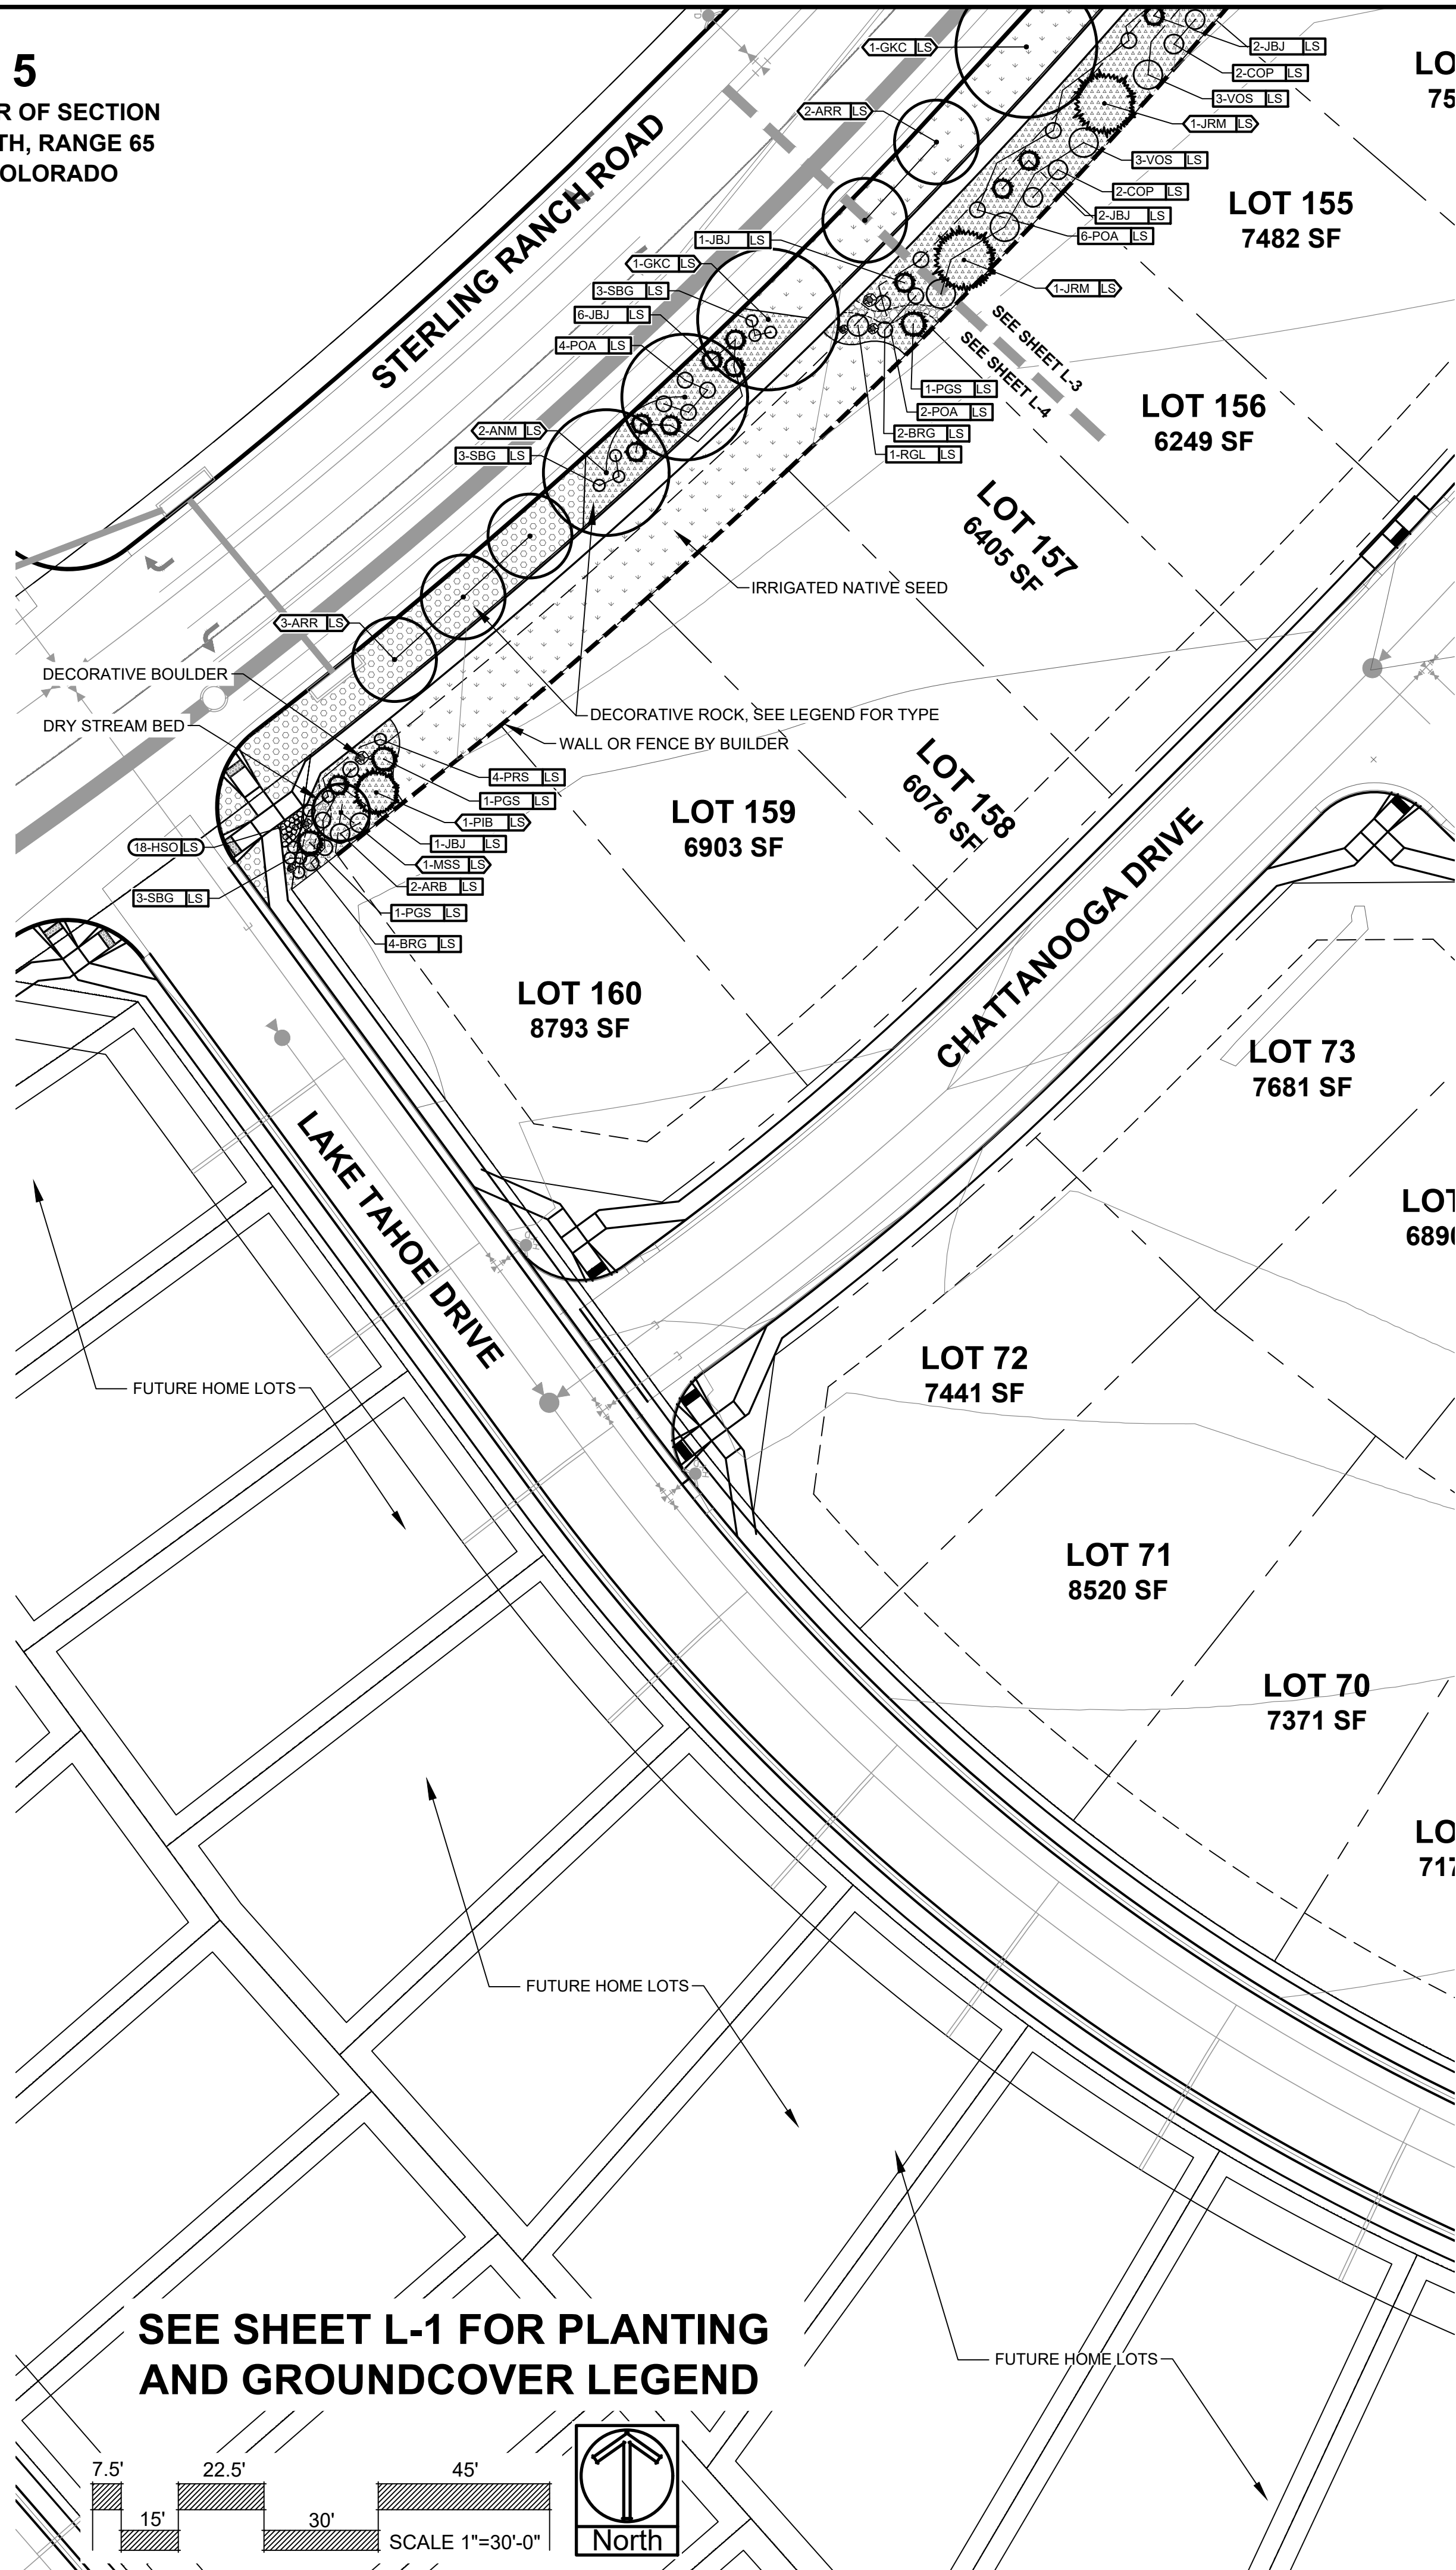 5
R OF SECTION
TH, RANGE 65
OLORADO
STERLING RANCH ROAD
1-GKC LS
2-ARR LS
2-JBJ LS
2-COP LS
3-VOS LS
1-JRM LS
3-VOS LS
2-COP LS
2-JBJ LS
6-POA LS
1-JRM LS
LO
75
LOT 155
7482 SF
1-JBJ LS
1-GKC LS
3-SBG LS
6-JBJ LS
4-POA LS
2-ANM LS
3-SBG LS
SEE SHEET L-3
SEE SHEET L-4
1-PGS LS
2-POA LS
2-BRG LS
1-RGL LS
LOT 156
6249 SF
LOT 157
6405 SF
IRRIGATED NATIVE SEED
3-ARR LS
DECORATIVE BOULDER
DRY STREAM BED
DECORATIVE ROCK, SEE LEGEND FOR TYPE
WALL OR FENCE BY BUILDER
4-PRS LS
1-PGS LS
1-PIB LS
1-JBJ LS
1-MSS LS
2-ARB LS
1-PGS LS
4-BRG LS
18-HSO LS
3-SBG LS
LOT 158
6076 SF
LOT 159
6903 SF
LOT 160
8793 SF
CHATTANOOGA DRIVE
LOT 73
7681 SF
LAKE TAHOE DRIVE
LOT
689
LOT 72
7441 SF
FUTURE HOME LOTS
LOT 71
8520 SF
LOT 70
7371 SF
LO
717
FUTURE HOME LOTS
FUTURE HOME LOTS
SEE SHEET L-1 FOR PLANTING
AND GROUNDCOVER LEGEND
7.5' 22.5' 45'
15' 30' SCALE 1"=30'-0"
North